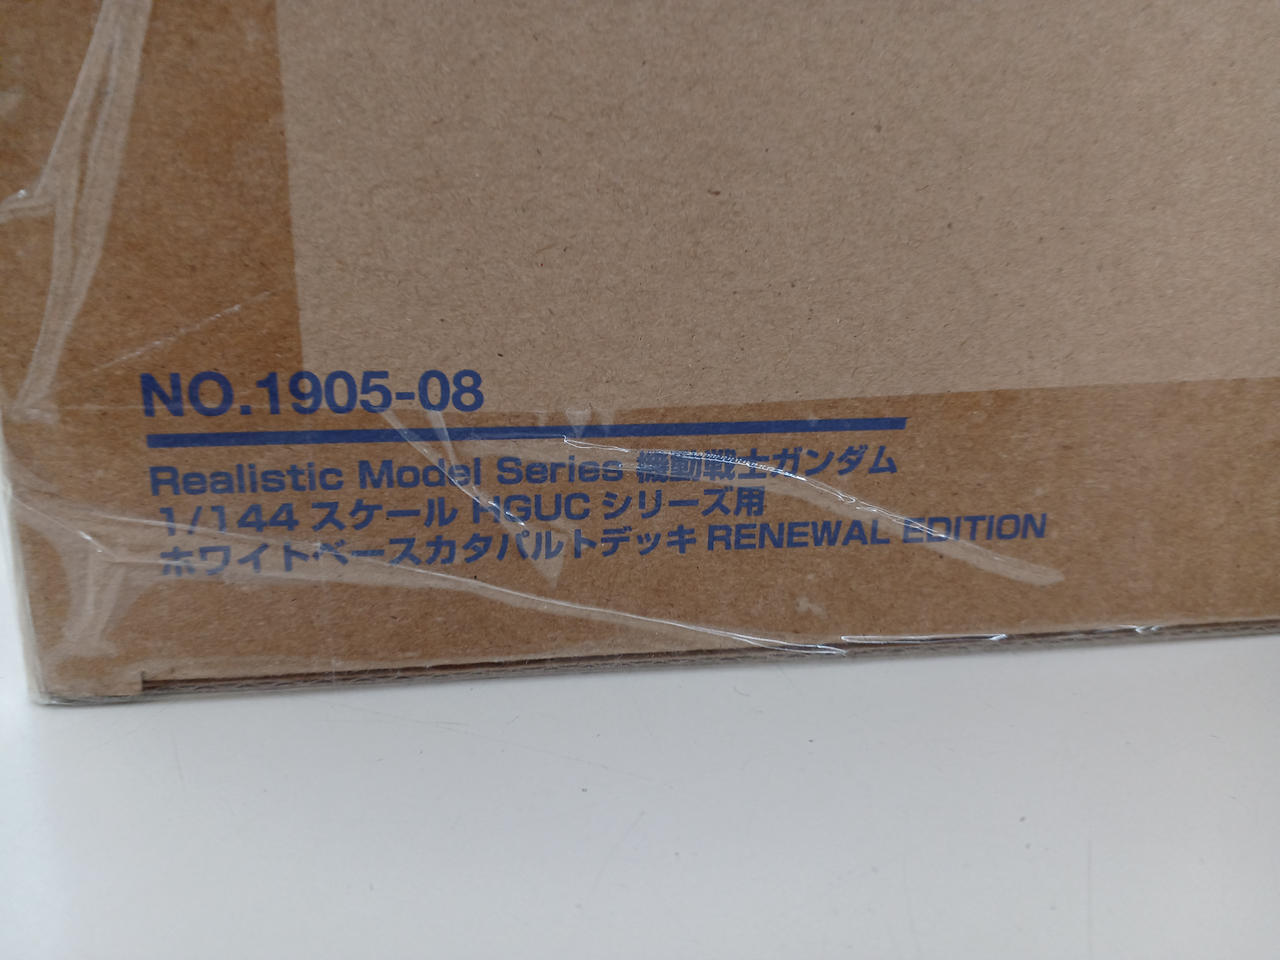 NO.1905-08
Realistic Model Series 機動戦士ガンダム
1/144 スケール HGUC シリーズ用
ホワイトベースカタパルトデッキ RENEWAL EDITION